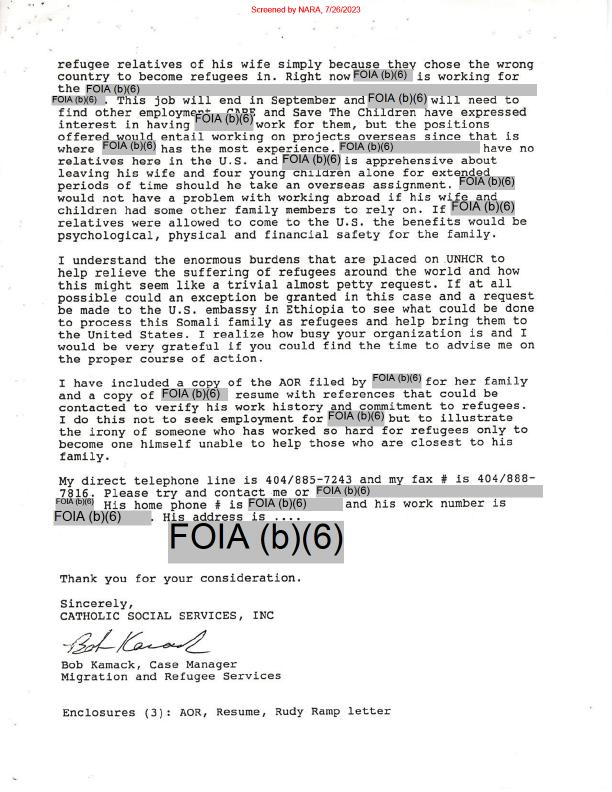 Screened by NARA, 7/26/2023
refugee relatives of his wife simply because they chose the wrong
country to become refugees in. Right now FOIA (b)(6) is working for
the FOIA (b)(6)
FOIA (b)(6) . This job will end in September and FOIA (b)(6) will need to
find other employment. CARE and Save The Children have expressed
interest in having FOIA (b)(6) work for them, but the positions
offered would entail working on projects overseas since that is
where FOIA (b)(6) has the most experience. FOIA (b)(6) have no
relatives here in the U.S. and FOIA (b)(6) is apprehensive about
leaving his wife and four young children alone for extended
periods of time should he take an overseas assignment. FOIA (b)(6)
would not have a problem with working abroad if his wife and
children had some other family members to rely on. If FOIA (b)(6)
relatives were allowed to come to the U.S. the benefits would be
psychological, physical and financial safety for the family.
I understand the enormous burdens that are placed on UNHCR to
help relieve the suffering of refugees around the world and how
this might seem like a trivial almost petty request. If at all
possible could an exception be granted in this case and a request
be made to the U.S. embassy in Ethiopia to see what could be done
to process this Somali family as refugees and help bring them to
the United States. I realize how busy your organization is and I
would be very grateful if you could find the time to advise me on
the proper course of action.
I have included a copy of the AOR filed by FOIA (b)(6) for her family
and a copy of FOIA (b)(6) resume with references that could be
contacted to verify his work history and commitment to refugees.
I do this not to seek employment for FOIA (b)(6) but to illustrate
the irony of someone who has worked so hard for refugees only to
become one himself unable to help those who are closest to his
family.
My direct telephone line is 404/885-7243 and my fax # is 404/888-
7816. Please try and contact me or FOIA (b)(6)
FOIA (b)(6) His home phone # is FOIA (b)(6) and his work number is
FOIA (b)(6) . His address is ....
FOIA (b)(6)
Thank you for your consideration.
Sincerely,
CATHOLIC SOCIAL SERVICES, INC
Bob Kamack
Bob Kamack, Case Manager
Migration and Refugee Services
Enclosures (3): AOR, Resume, Rudy Ramp letter